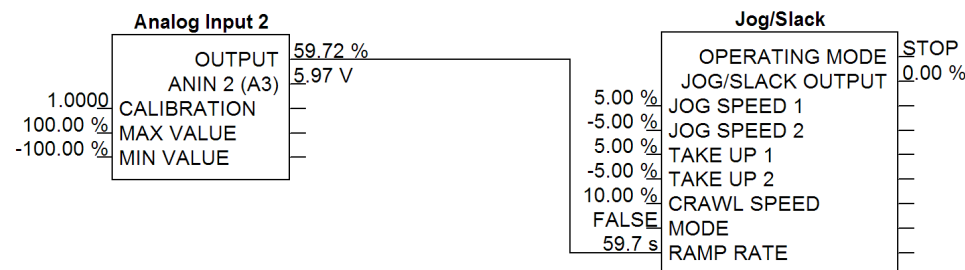 Analog Input 2
OUTPUT 59.72 %
ANIN 2 (A3) 5.97 V
1.0000 CALIBRATION
100.00 % MAX VALUE
-100.00 % MIN VALUE
Jog/Slack
OPERATING MODE STOP
JOG/SLACK OUTPUT 0.00 %
5.00 % JOG SPEED 1
-5.00 % JOG SPEED 2
5.00 % TAKE UP 1
-5.00 % TAKE UP 2
10.00 % CRAWL SPEED
FALSE MODE
59.7 s RAMP RATE